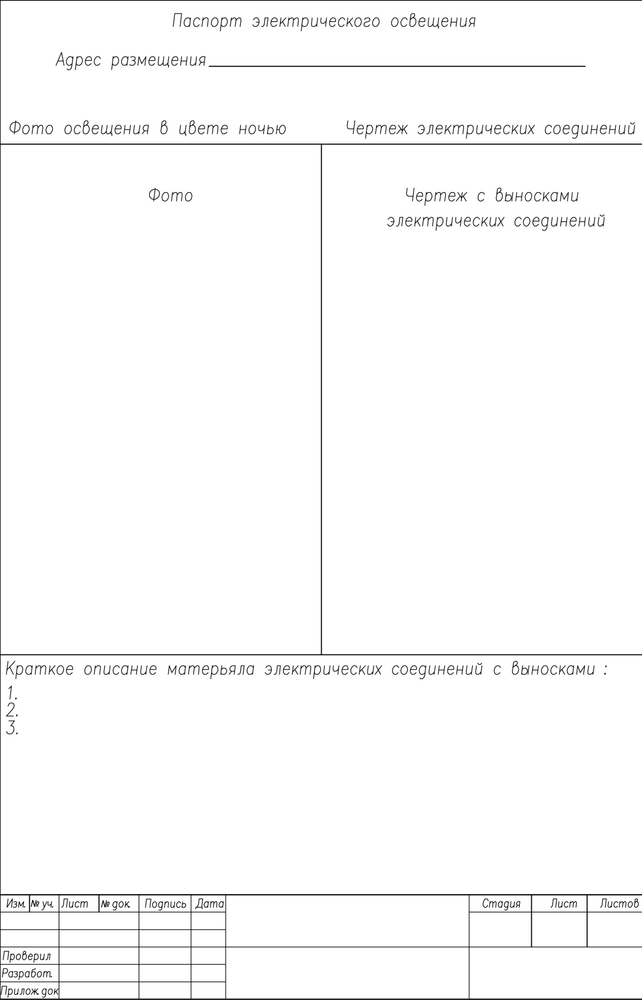 Паспорт электрического освещения
Адрес размещения
Фото освещения в цвете ночью
Чертеж электрических соединений
Фото
Чертеж с выносками
электрических соединений
Краткое описание матерьяла электрических соединений с выносками :
1.
2.
3.
Изм. № уч. Лист № док. Подпись Дата
Стадия Лист Листов
Проверил
Разработ.
Прилож. док